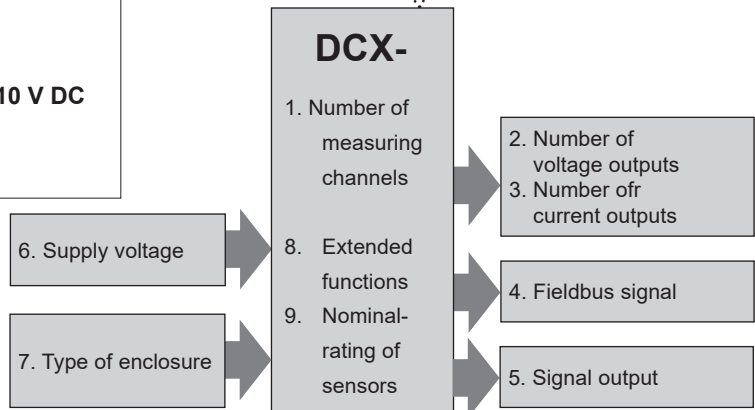 10 V DC
DCX-
1. Number of
measuring
channels
8. Extended
functions
9. Nominal-
rating of
sensors
6. Supply voltage
7. Type of enclosure
2. Number of
voltage outputs
3. Number ofr
current outputs
4. Fieldbus signal
5. Signal output